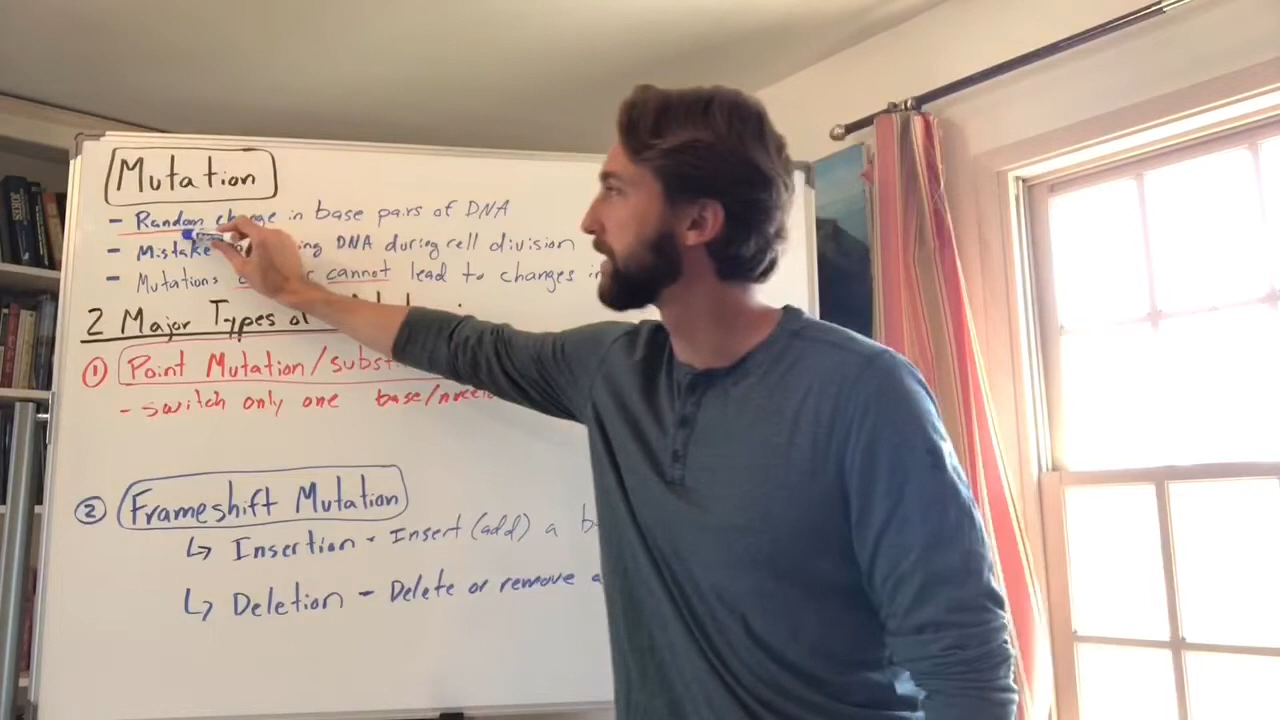 Mutation
- Random change in base pairs of DNA
- Mistake DNA during cell division
- Mutations cannot lead to changes in
2 Major Types of
① Point Mutation/subst
- switch only one base/
② Frameshift Mutation
↳ Insertion - Insert (add) a
↳ Deletion - Delete or remove a
JOKES